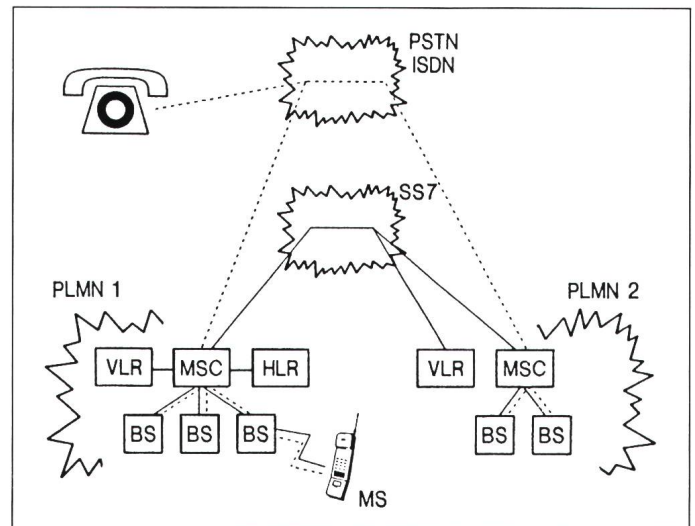 PSTN
ISDN
SS7
PLMN 1
PLMN 2
VLR MSC HLR
VLR MSC
BS BS BS
BS BS
MS